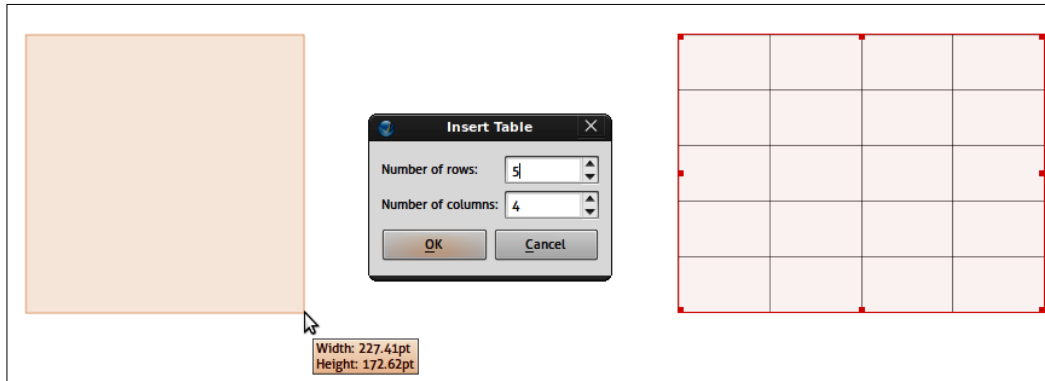 Insert Table
Number of rows: 5
Number of columns: 4
OK Cancel
Width: 227.41pt
Height: 172.62pt